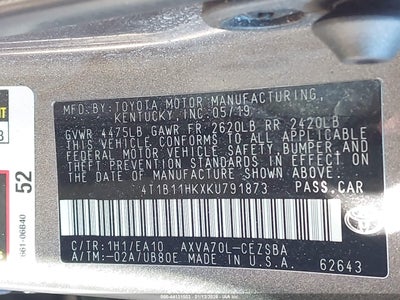 MFD.BY:TOYOTA MOTOR MANUFACTURING,
KENTUCKY, INC. 05/19
GVWR 4475LB GAWR FR 2620LB RR 2420LB
THIS VEHICLE CONFORMS TO ALL APPLICABLE
FEDERAL MOTOR VEHICLE SAFETY,BUMPER,AND
THEFT PREVENTION STANDARDS IN EFFECT ON
THE DATE OF MANUFACTURE SHOWN ABOVE.
4T1B11HKXKU791873 PASS.CAR
C/TR:1H1/EA10 AXVA70L-CEZSBA
A/TM:-02A/UB80E MADE IN U.S.A.
62643
52
661-06B40